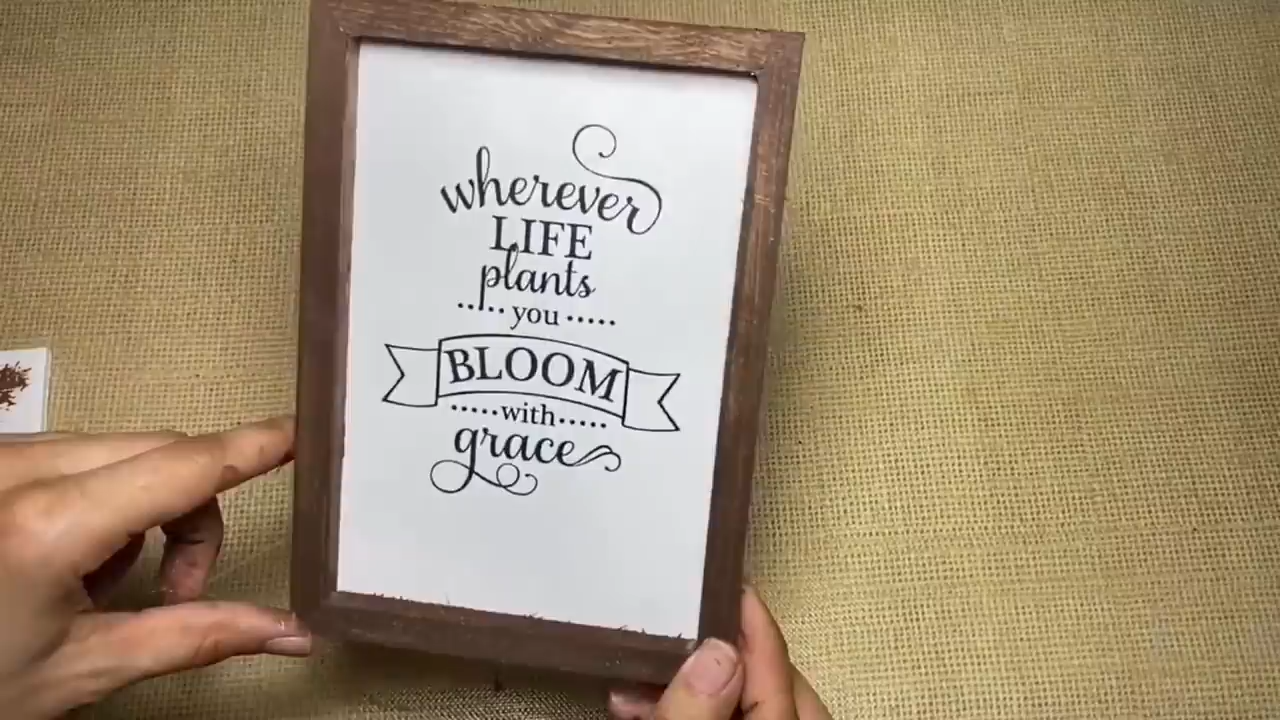 wherever
LIFE
plants
..... you .....
BLOOM
.....with.....
grace